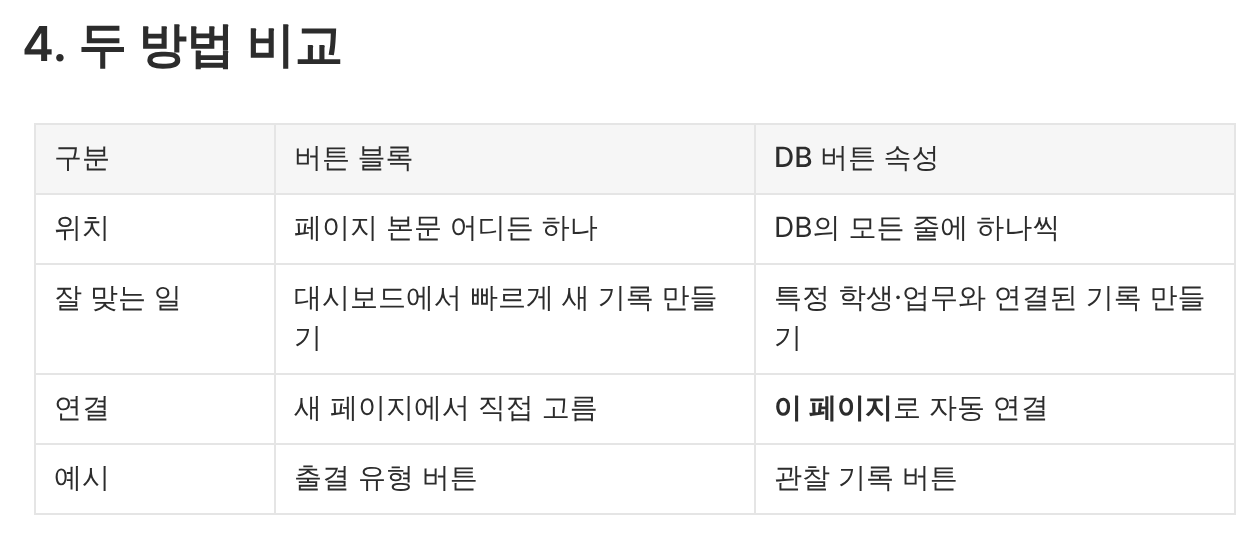 4. 두 방법 비교
구분 버튼 블록 DB 버튼 속성
위치 페이지 본문 어디든 하나 DB의 모든 줄에 하나씩
잘 맞는 일 대시보드에서 빠르게 새 기록 만들기 특정 학생·업무와 연결된 기록 만들기
연결 새 페이지에서 직접 고름 이 페이지로 자동 연결
예시 출결 유형 버튼 관찰 기록 버튼